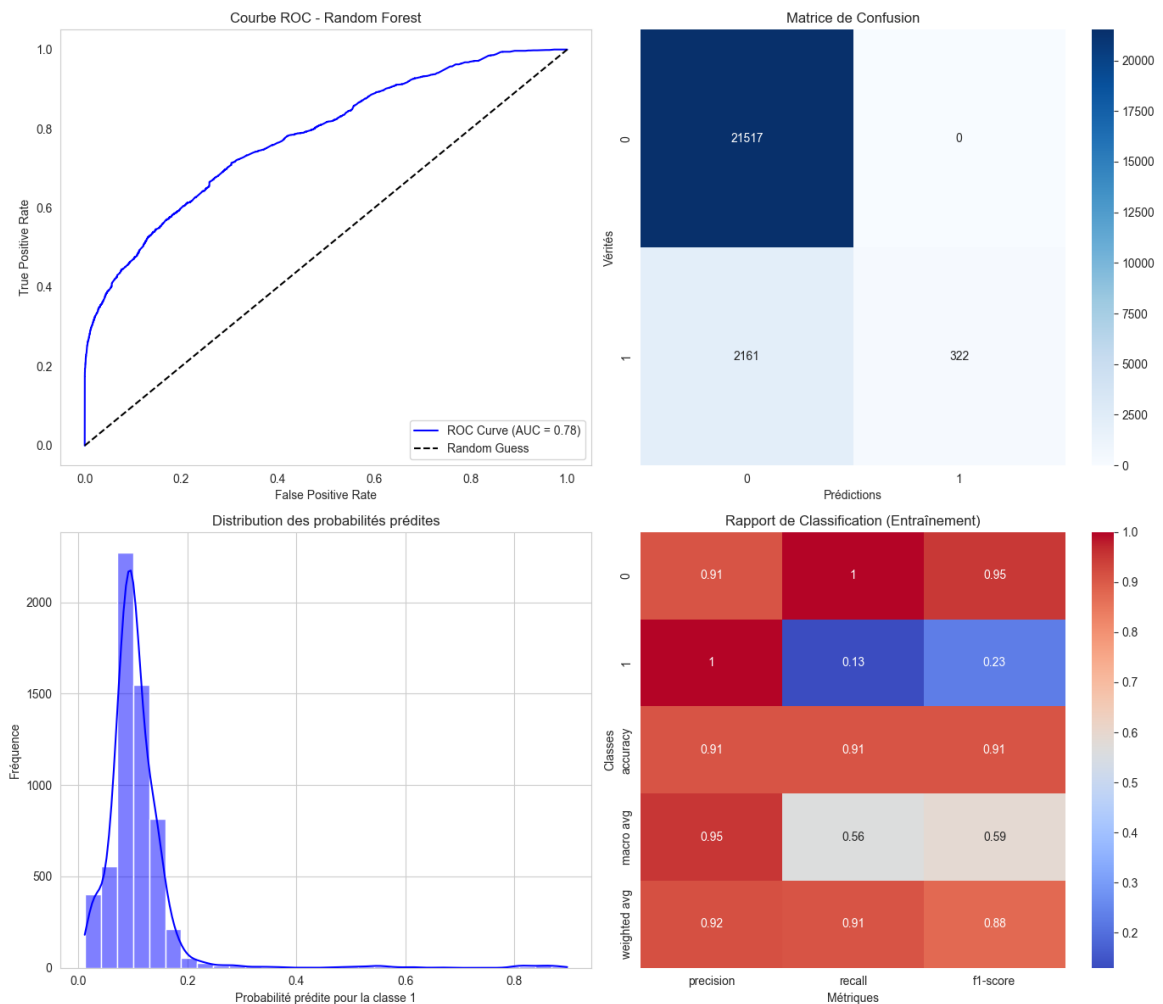 Courbe ROC - Random Forest
1.0
0.8
0.6
0.4
0.2
0.0
True Positive Rate
ROC Curve (AUC = 0.78)
Random Guess
0.0 0.2 0.4 0.6 0.8 1.0
False Positive Rate
Matrice de Confusion
0
1
Vérités
21517 0
2161 322
0 1
Prédictions
20000
17500
15000
12500
10000
7500
5000
2500
0
Distribution des probabilités prédites
2000
1500
1000
500
0
Fréquence
0.0 0.2 0.4 0.6 0.8
Probabilité prédite pour la classe 1
Rapport de Classification (Entraînement)
Classes
0 0.91 1 0.95
1 1 0.13 0.23
accuracy 0.91 0.91 0.91
macro avg 0.95 0.56 0.59
weighted avg 0.92 0.91 0.88
precision recall f1-score
Métriques
1.0
0.9
0.8
0.7
0.6
0.5
0.4
0.3
0.2